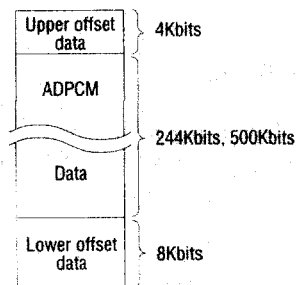 Upper offset
data
4Kbits
ADPCM
244Kbits, 500Kbits
Data
Lower offset
data
8Kbits